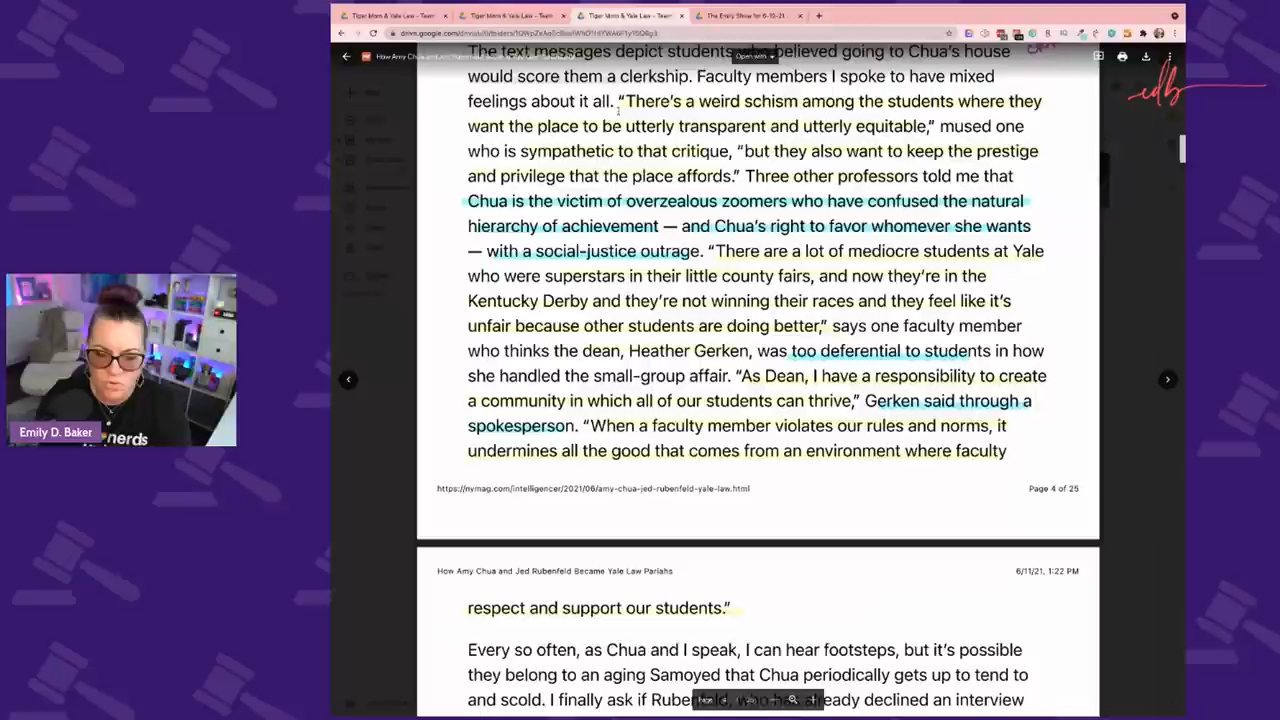 Tiger Mom & Yale Law - Team
Tiger Mom & Yale Law - Team
Tiger Mom & Yale Law - Team
The Emily Show for 6-10-21
Open with
The text messages depict students who believed going to Chua's house
would score them a clerkship. Faculty members I spoke to have mixed
feelings about it all. "There's a weird schism among the students where they
want the place to be utterly transparent and utterly equitable," mused one
who is sympathetic to that critique, "but they also want to keep the prestige
and privilege that the place affords." Three other professors told me that
Chua is the victim of overzealous zoomers who have confused the natural
hierarchy of achievement — and Chua's right to favor whomever she wants
— with a social-justice outrage. "There are a lot of mediocre students at Yale
who were superstars in their little county fairs, and now they're in the
Kentucky Derby and they're not winning their races and they feel like it's
unfair because other students are doing better," says one faculty member
who thinks the dean, Heather Gerken, was too deferential to students in how
she handled the small-group affair. "As Dean, I have a responsibility to create
a community in which all of our students can thrive," Gerken said through a
spokesperson. "When a faculty member violates our rules and norms, it
undermines all the good that comes from an environment where faculty
https://nymag.com/intelligencer/2021/06/amy-chua-jed-rubenfeld-yale-law.html
Page 4 of 25
How Amy Chua and Jed Rubenfeld Became Yale Law Pariahs
6/11/21, 1:22 PM
respect and support our students."
Every so often, as Chua and I speak, I can hear footsteps, but it's possible
they belong to an aging Samoyed that Chua periodically gets up to tend to
and scold. I finally ask if Rubenfeld, who has already declined an interview
Page
edb
nerds
Emily D. Baker